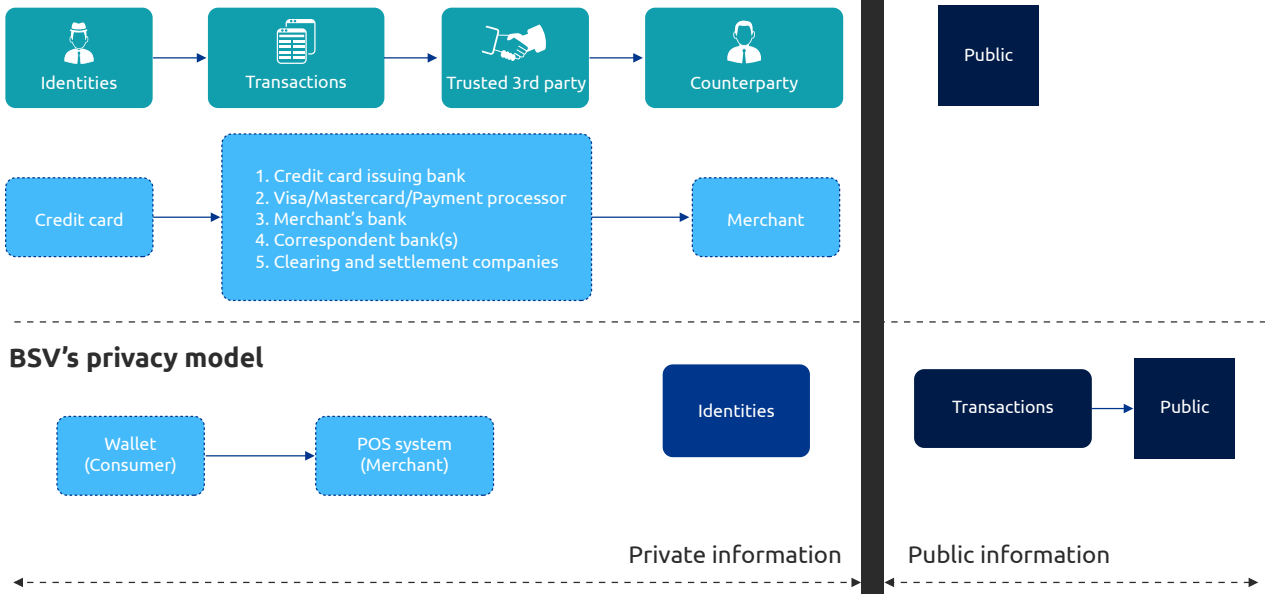 Identities
Transactions
Trusted 3rd party
Counterparty
Public
Credit card
1. Credit card issuing bank
2. Visa/Mastercard/Payment processor
3. Merchant’s bank
4. Correspondent bank(s)
5. Clearing and settlement companies
Merchant
BSV’s privacy model
Wallet
(Consumer)
POS system
(Merchant)
Identities
Transactions
Public
Private information
Public information